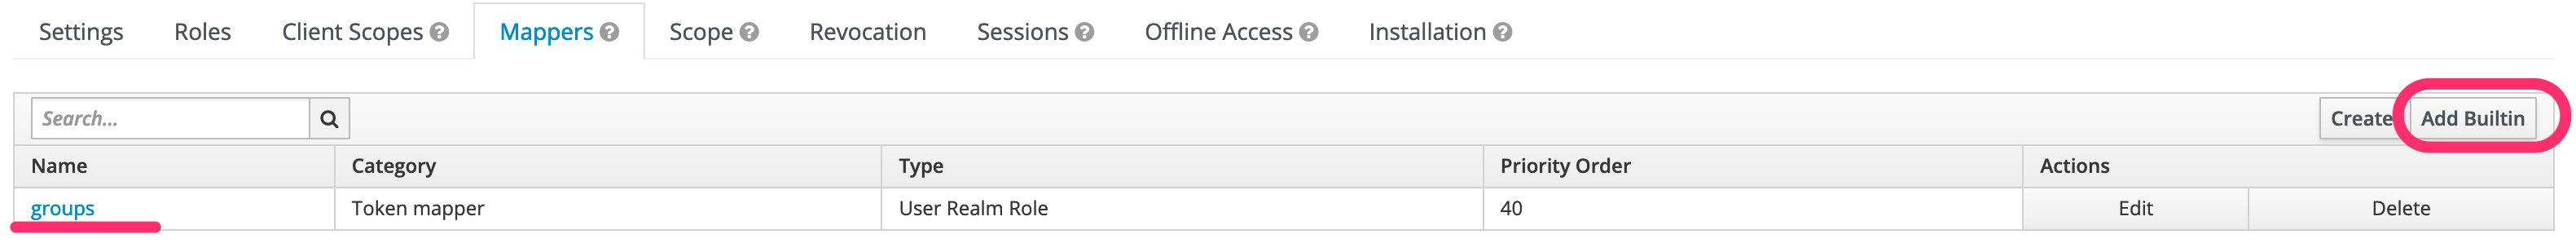 Settings Roles Client Scopes Mappers Scope Revocation Sessions Offline Access Installation
Search... Create Add Builtin
Name Category Type Priority Order Actions
groups Token mapper User Realm Role 40 Edit Delete